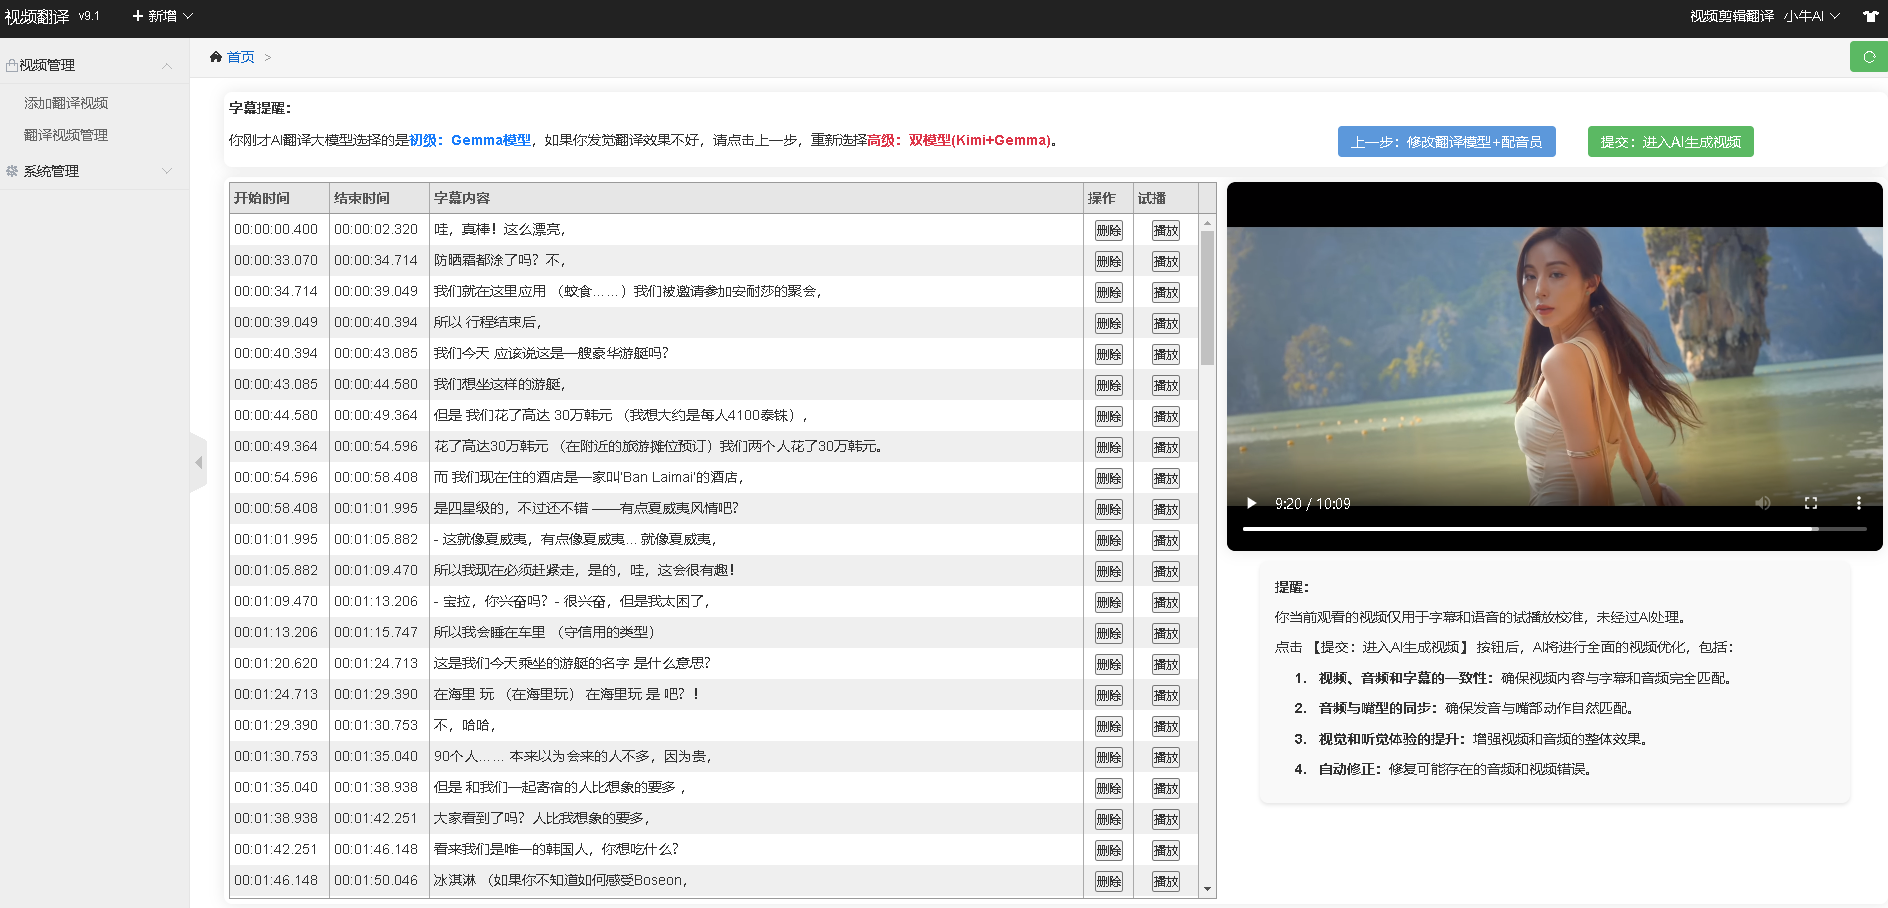 视频翻译 v9.1 新增 视频剪辑翻译 小牛AI
视频管理
添加翻译视频
翻译视频管理
系统管理
首页 >
字幕提醒：
你刚才AI翻译大模型选择的是初级：Gemma模型，如果你发觉翻译效果不好，请点击上一步，重新选择高级：双模型(Kimi+Gemma)。
上一步：修改翻译模型+配音员 提交：进入AI生成视频
开始时间 结束时间 字幕内容 操作 试播
00:00:00.400 00:00:02.320 哇，真棒！这么漂亮， 删除 播放
00:00:33.070 00:00:34.714 防晒霜都涂了吗？不， 删除 播放
00:00:34.714 00:00:39.049 我们就在这里应用 （蚊食……）我们被邀请参加安耐莎的聚会， 删除 播放
00:00:39.049 00:00:40.394 所以 行程结束后， 删除 播放
00:00:40.394 00:00:43.085 我们今天 应该说这是一艘豪华游艇吗？ 删除 播放
00:00:43.085 00:00:44.580 我们想坐这样的游艇， 删除 播放
00:00:44.580 00:00:49.364 但是 我们花了高达 30万韩元 （我想大约是每人4100泰铢）， 删除 播放
00:00:49.364 00:00:54.596 花了高达30万韩元 （在附近的旅游摊位预订）我们两个人花了30万韩元。 删除 播放
00:00:54.596 00:00:58.408 而 我们现在住的酒店是一家叫'Ban Laimai'的酒店， 删除 播放
00:00:58.408 00:01:01.995 是四星级的，不过还不错 ——有点夏威夷风情吧？ 删除 播放
00:01:01.995 00:01:05.882 - 这就像夏威夷，有点像夏威夷... 就像夏威夷， 删除 播放
00:01:05.882 00:01:09.470 所以我现在必须赶紧走，是的，哇，这会很有趣！ 删除 播放
00:01:09.470 00:01:13.206 - 宝拉，你兴奋吗？- 很兴奋，但是我太困了， 删除 播放
00:01:13.206 00:01:15.747 所以我会睡在车里 （守信用的类型） 删除 播放
00:01:20.620 00:01:24.713 这是我们今天乘坐的游艇的名字 是什么意思？ 删除 播放
00:01:24.713 00:01:29.390 在海里 玩 （在海里玩） 在海里玩 是 吧？！ 删除 播放
00:01:29.390 00:01:30.753 不，哈哈， 删除 播放
00:01:30.753 00:01:35.040 90个人…… 本来以为会来的人不多，因为贵， 删除 播放
00:01:35.040 00:01:38.938 但是 和我们一起寄宿的人比想象的要多 ， 删除 播放
00:01:38.938 00:01:42.251 大家看到了吗？人比我想象的要多， 删除 播放
00:01:42.251 00:01:46.148 看来我们是唯一的韩国人，你想吃什么？ 删除 播放
00:01:46.148 00:01:50.046 冰淇淋 （如果你不知道如何感受Boseon， 删除 播放
9:20 / 10:09
提醒：
你当前观看的视频仅用于字幕和语音的试播放校准，未经过AI处理。
点击 【提交：进入AI生成视频】 按钮后，AI将进行全面的视频优化，包括：
1. 视频、音频和字幕的一致性：确保视频内容与字幕和音频完全匹配。
2. 音频与嘴型的同步：确保发音与嘴部动作自然匹配。
3. 视觉和听觉体验的提升：增强视频和音频的整体效果。
4. 自动修正：修复可能存在的音频和视频错误。